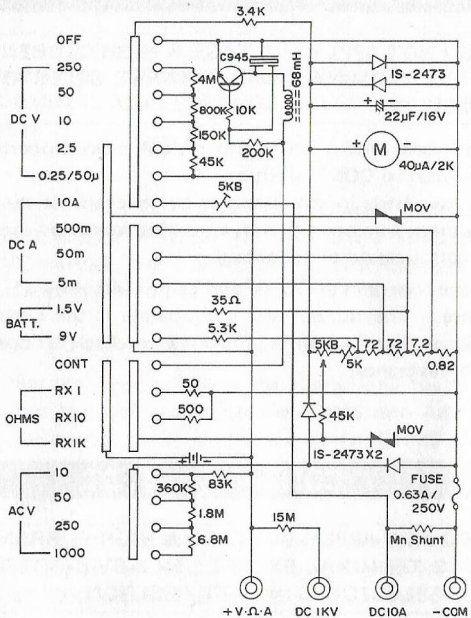 3.4K
OFF
250
50
DC V
10
2.5
0.25/50µ
10A
500m
DC A
50m
5m
1.5V
BATT.
9V
CONT
RX1
OHMS
RX10
RX1K
10
50
AC V
250
1000
C945
4M
800K
10K
150K
45K
200K
68mH
5KB
35Ω
5.3K
50
500
360K
83K
1.8M
6.8M
15M
IS-2473
+ -
22µF/16V
+
M
40µA/2K
MOV
5KB
5K
72
72
7.2
0.82
45K
MOV
IS-2473X2
FUSE
0.63A/
250V
Mn Shunt
+V·Ω·A
DC 1KV
DC10A
-COM